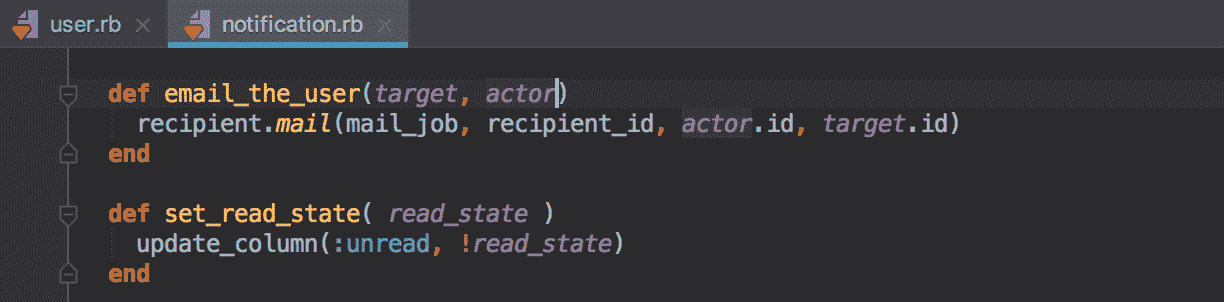 user.rb × notification.rb ×
def email_the_user(target, actor)
  recipient.mail(mail_job, recipient_id, actor.id, target.id)
end
def set_read_state( read_state )
  update_column(:unread, !read_state)
end